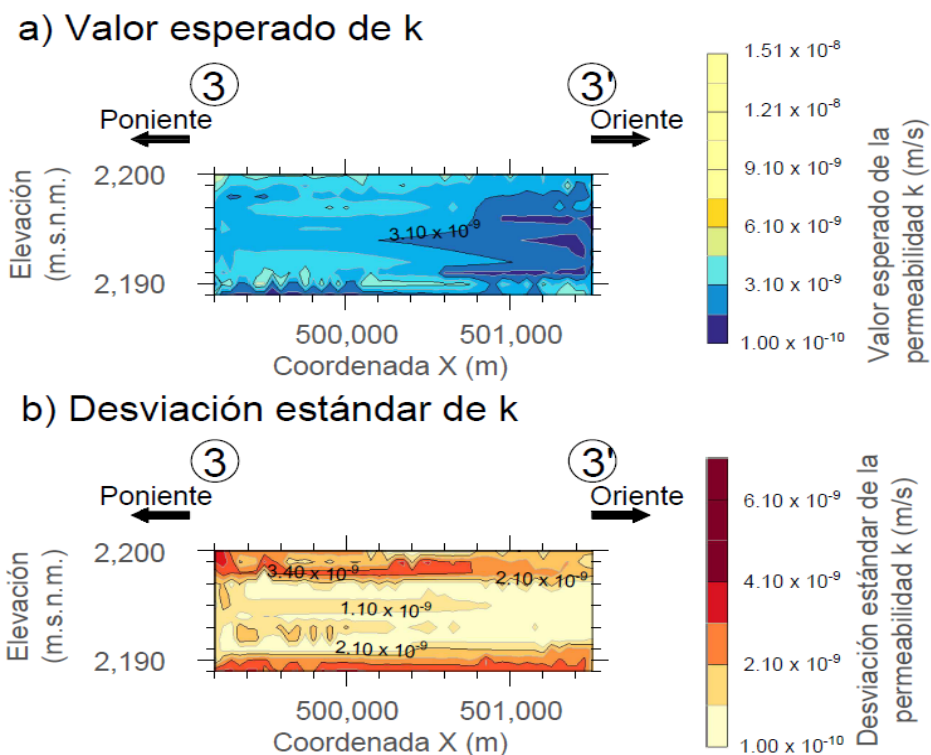 a) Valor esperado de k
3
3'
Poniente
Oriente
Elevación
(m.s.n.m.)
2,200
2,190
3.10 x 10-9
500,000
501,000
Coordenada X (m)
1.51 x 10-8
1.21 x 10-8
9.10 x 10-9
6.10 x 10-9
3.10 x 10-9
1.00 x 10-10
Valor esperado de la
permeabilidad k (m/s)
b) Desviación estándar de k
3
3'
Poniente
Oriente
Elevación
(m.s.n.m.)
2,200
2,190
3.40 x 10-9
2.10 x 10-9
1.10 x 10-9
2.10 x 10-9
500,000
501,000
Coordenada X (m)
6.10 x 10-9
4.10 x 10-9
2.10 x 10-9
1.00 x 10-10
Desviación estándar de la
permeabilidad k (m/s)